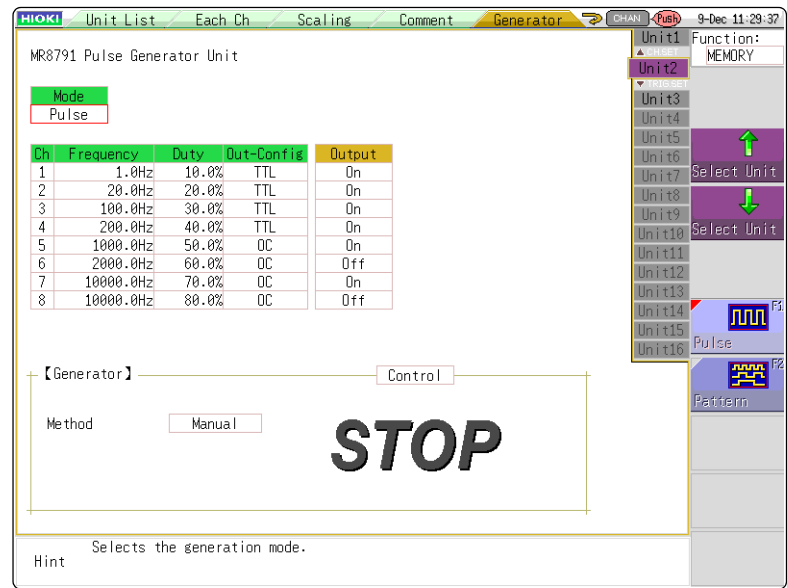 HIOKI Unit List Each Ch Scaling Comment Generator CHAN Push 9-Dec 11:29:37
MR8791 Pulse Generator Unit
Mode
Pulse
Ch Frequency Duty Out-Config Output
1 1.0Hz 10.0% TTL On
2 20.0Hz 20.0% TTL On
3 100.0Hz 30.0% TTL On
4 200.0Hz 40.0% TTL On
5 1000.0Hz 50.0% OC On
6 2000.0Hz 60.0% OC Off
7 10000.0Hz 70.0% OC On
8 10000.0Hz 80.0% OC Off
【Generator】 Control
Method Manual
STOP
Hint Selects the generation mode.
Unit1
▲CH.SET
Unit2
▼TRIG.SET
Unit3
Unit4
Unit5
Unit6
Unit7
Unit8
Unit9
Unit10
Unit11
Unit12
Unit13
Unit14
Unit15
Unit16
Function:
MEMORY
Select Unit
Select Unit
F1
Pulse
F2
Pattern